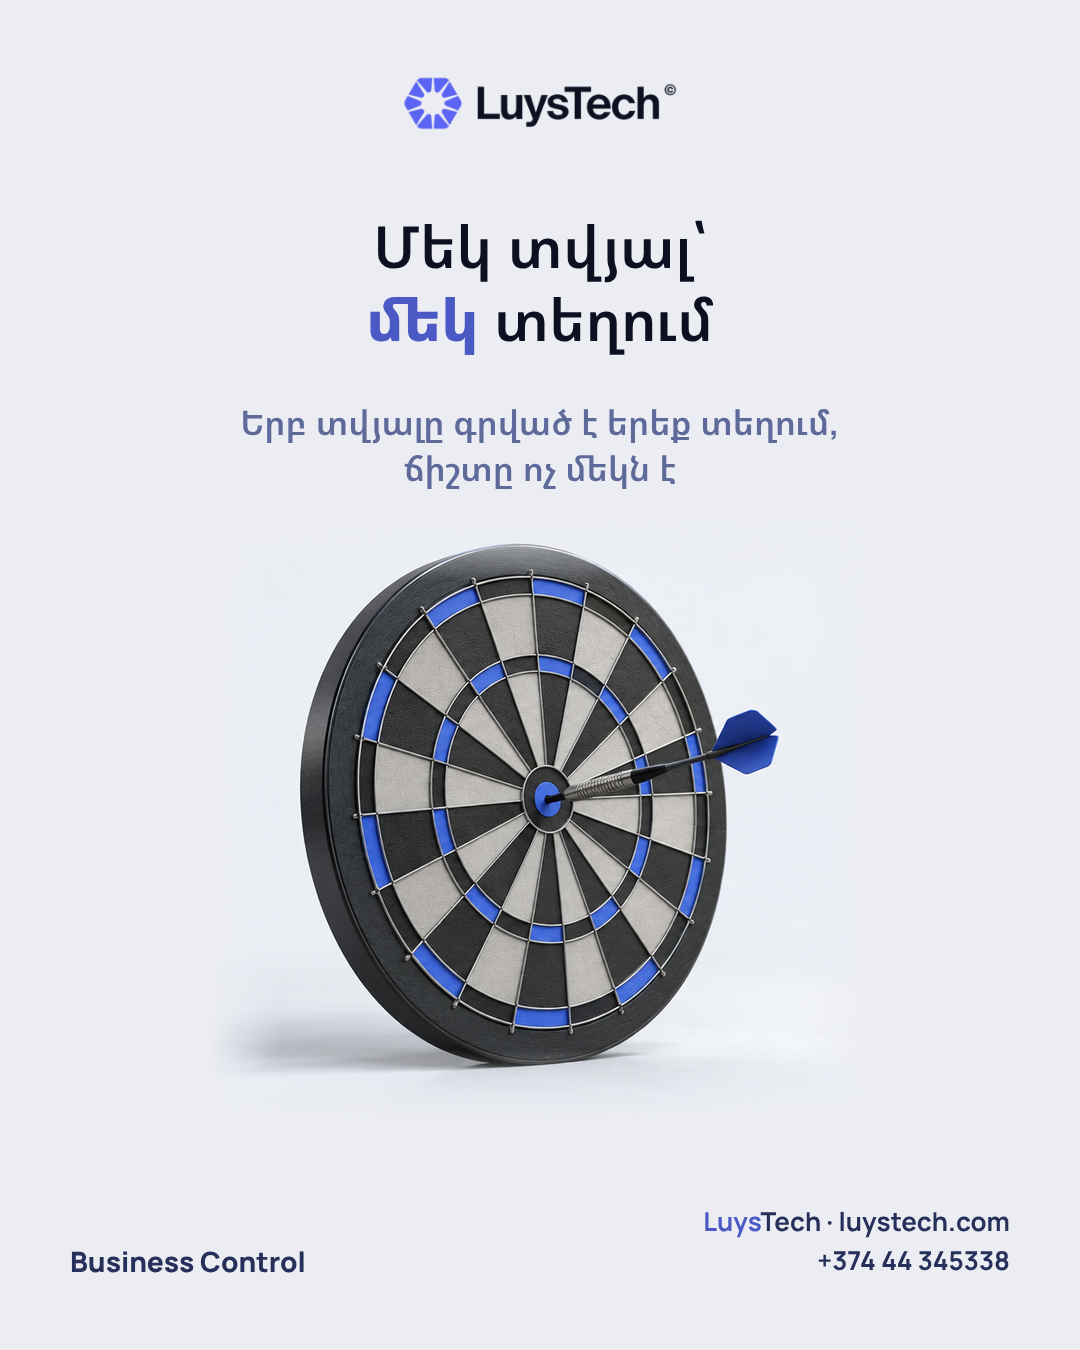 LuysTech©
Մեկ տվյալ՝
մեկ տեղում
Երբ տվյալը գրված է երեք տեղում,
ճիշտը ոչ մեկն է
LuysTech · luystech.com
Business Control
+374 44 345338